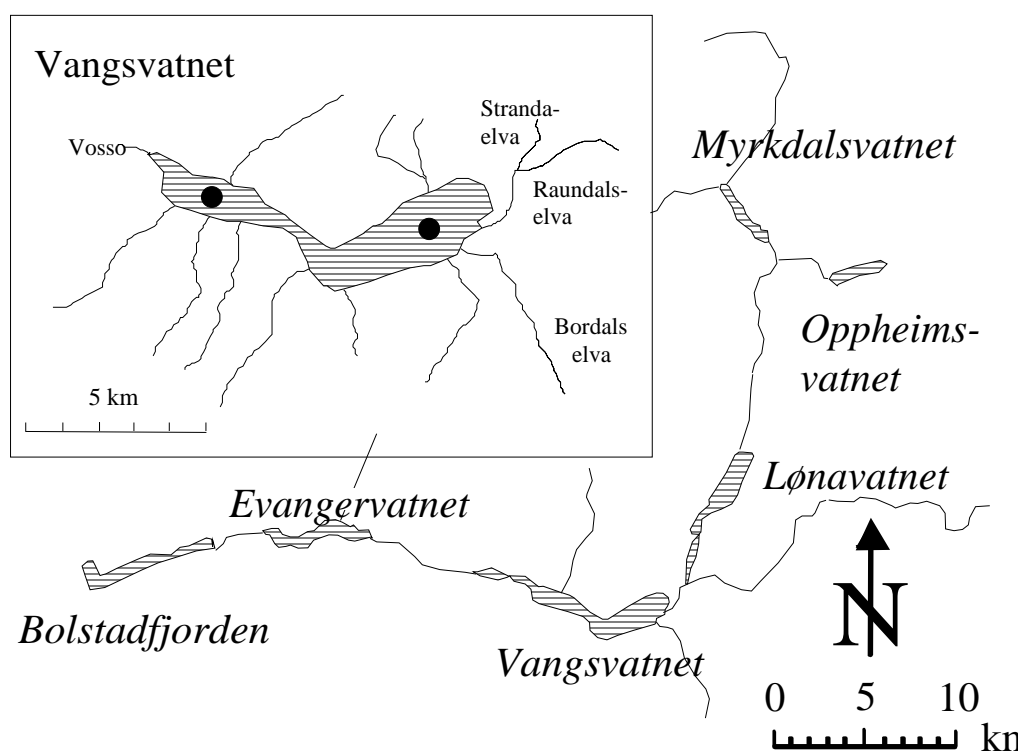 Vangsvatnet
Stranda-
elva
Vosso
Raundals-
elva
Bordals
elva
5 km
Myrkdalsvatnet
Oppheims-
vatnet
Lønavatnet
Evangervatnet
Bolstadfjorden
Vangsvatnet
N
0 5 10
km